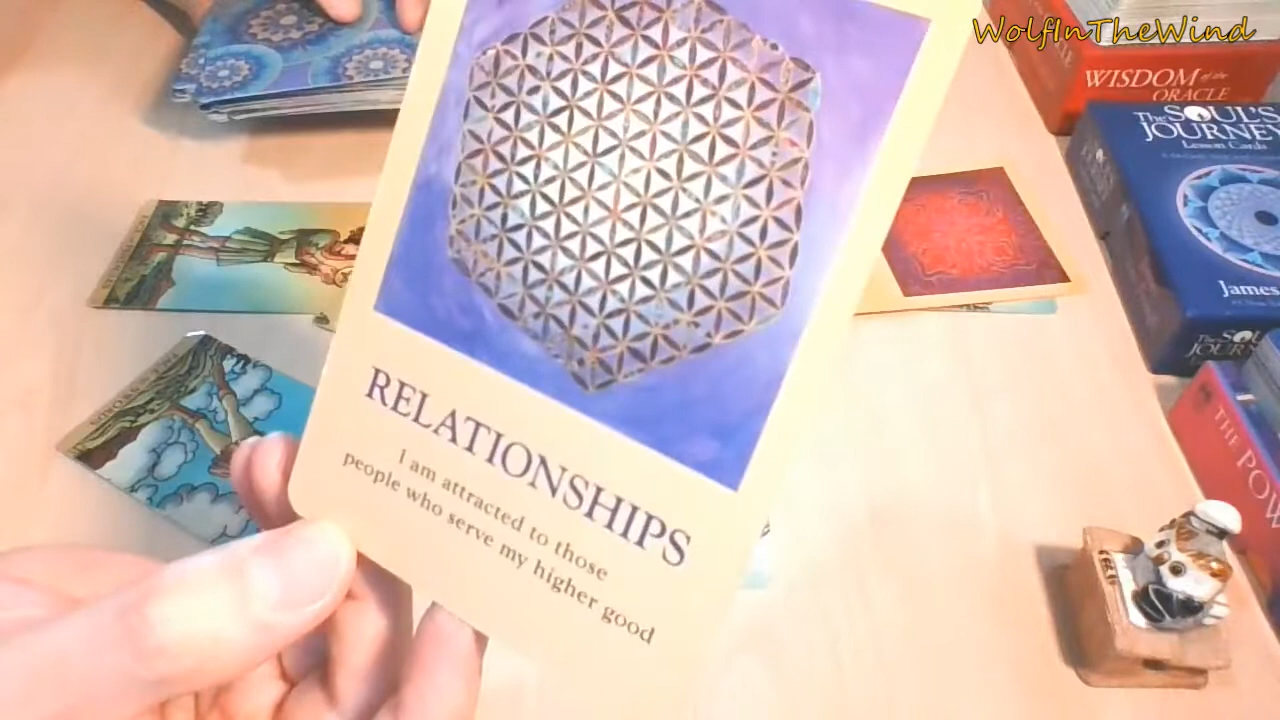 WolfInTheWind
WISDOM of the
ORACLE
The SOUL'S
JOURNEY
Lesson Cards
James
The SOU
JOUR
THE POW
RELATIONSHIPS
I am attracted to those
people who serve my higher good